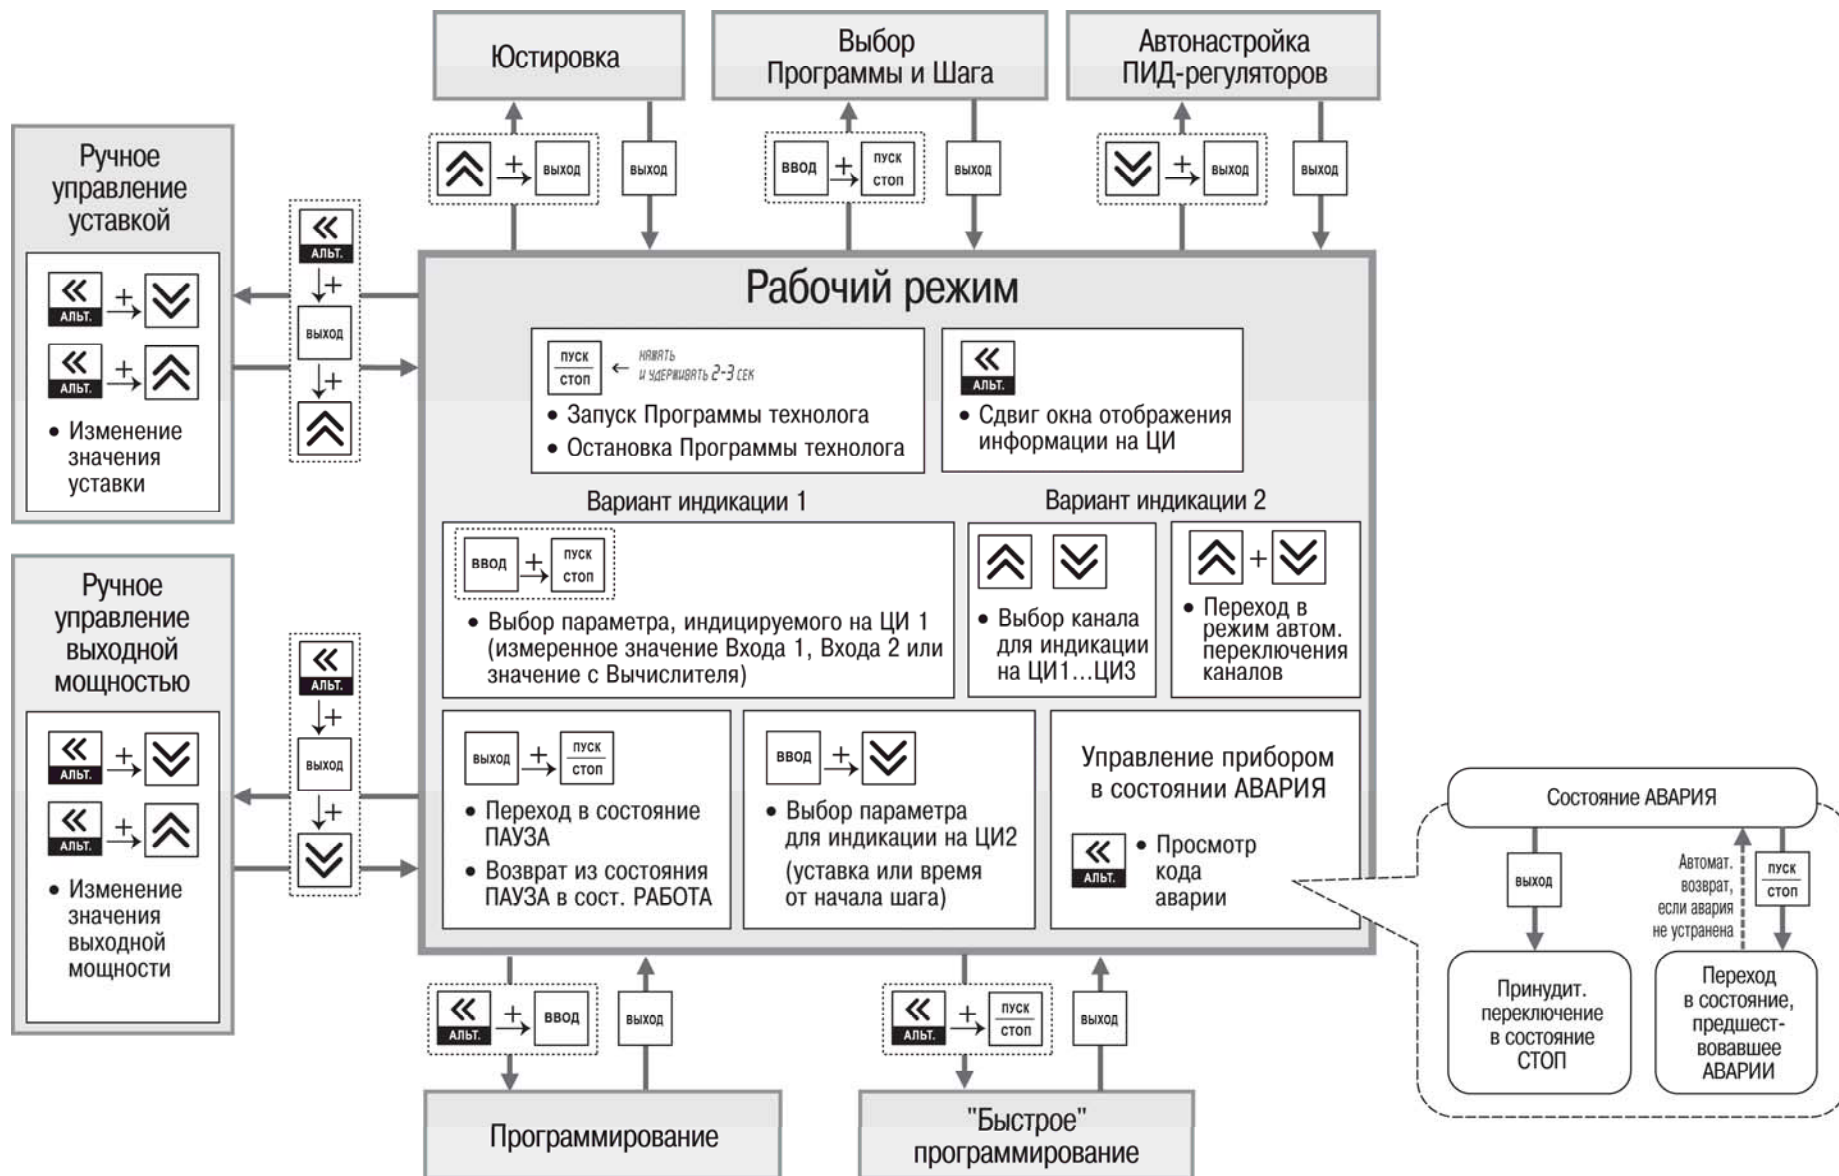 Юстировка
Выбор
Программы и Шага
Автонастройка
ПИД-регуляторов
ВЫХОД
ВЫХОД
ВВОД
ПУСК
СТОП
ВЫХОД
ВЫХОД
ВЫХОД
Ручное
управление
уставкой
АЛЬТ.
АЛЬТ.
• Изменение
значения
уставки
АЛЬТ.
ВЫХОД
Рабочий режим
ПУСК
СТОП
НАЖАТЬ
И УДЕРЖИВАТЬ 2-3 СЕК
• Запуск Программы технолога
• Остановка Программы технолога
АЛЬТ.
• Сдвиг окна отображения
информации на ЦИ
Вариант индикации 1
ВВОД
ПУСК
СТОП
• Выбор параметра, индицируемого на ЦИ 1
(измеренное значение Входа 1, Входа 2 или
значение с Вычислителя)
Вариант индикации 2
• Выбор канала
для индикации
на ЦИ1...ЦИ3
+
• Переход в
режим автом.
переключения
каналов
Ручное
управление
выходной
мощностью
АЛЬТ.
АЛЬТ.
• Изменение
значения
выходной
мощности
АЛЬТ.
ВЫХОД
ВЫХОД
ПУСК
СТОП
• Переход в состояние
ПАУЗА
• Возврат из состояния
ПАУЗА в сост. РАБОТА
ВВОД
• Выбор параметра
для индикации на ЦИ2
(уставка или время
от начала шага)
Управление прибором
в состоянии АВАРИЯ
АЛЬТ.
• Просмотр
кода
аварии
Состояние АВАРИЯ
ВЫХОД
Автомат.
возврат,
если авария
не устранена
ПУСК
СТОП
Принудит.
переключение
в состояние
СТОП
Переход
в состояние,
предшест-
вовавшее
АВАРИИ
АЛЬТ.
ВВОД
ВЫХОД
АЛЬТ.
ПУСК
СТОП
ВЫХОД
Программирование
"Быстрое"
программирование